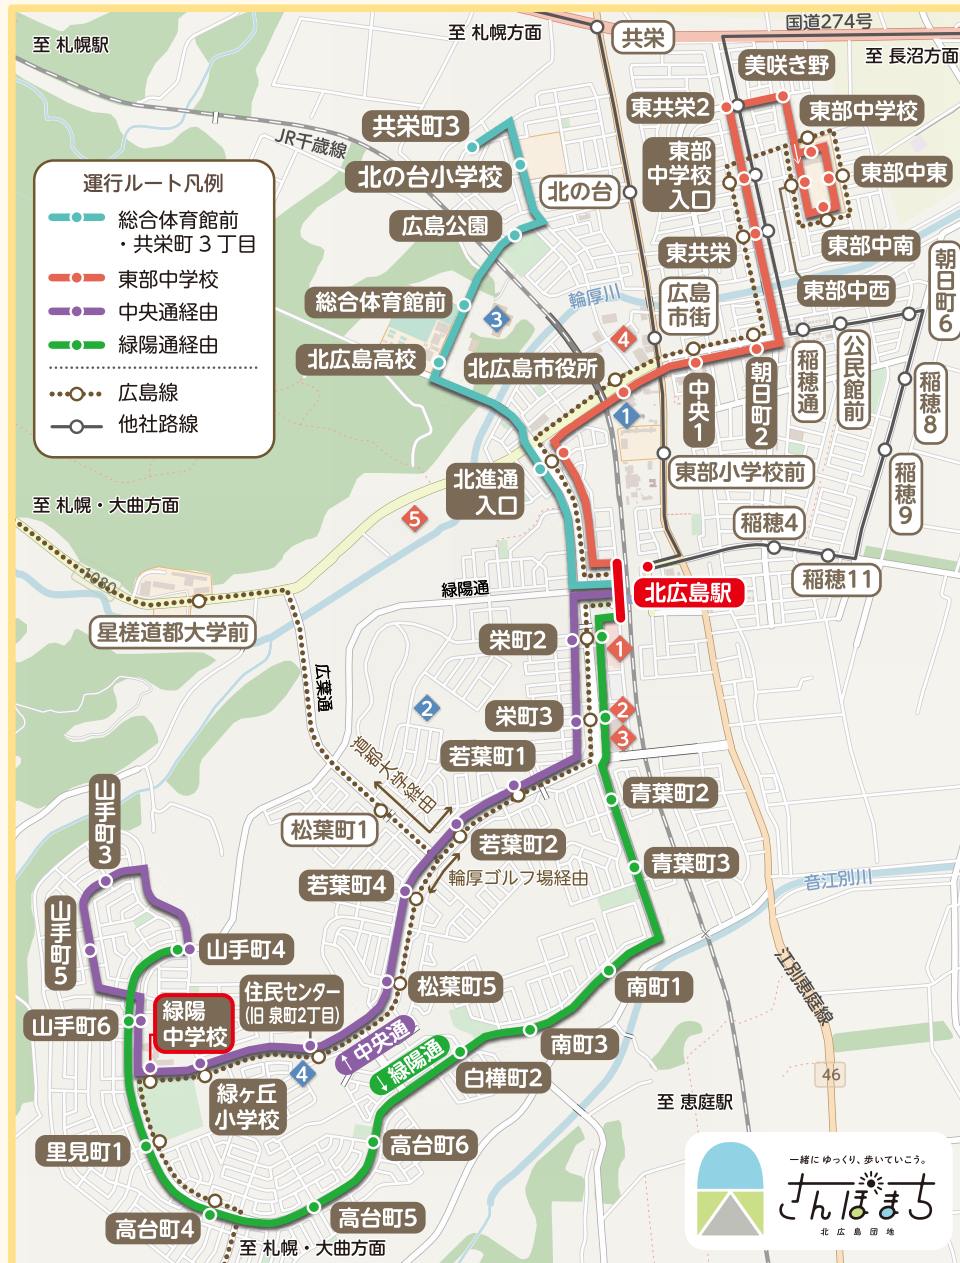 至 札幌駅
至 札幌方面
共栄
国道274号
至 長沼方面
美咲き野
東共栄2
東部中学校
共栄町3
JR千歳線
北の台小学校
北の台
東部
中学校
入口
東部中東
運行ルート凡例
総合体育館前
・共栄町3丁目
東部中学校
中央通経由
緑陽通経由
広島線
他社路線
広島公園
東共栄
東部中南
総合体育館前
輪厚川
広島
市街
東部中西
朝日町6
3
4
北広島高校
北広島市役所
1
中央1
朝日町2
稲穂通
公民館前
稲穂8
北進通
入口
東部小学校前
稲穂9
至 札幌・大曲方面
5
稲穂4
稲穂11
1080
緑陽通
北広島駅
星槎道都大学前
栄町2
1
広葉通
2
栄町3
2
3
道都大学経由
若葉町1
山手町3
松葉町1
青葉町2
若葉町2
輪厚ゴルフ場経由
若葉町4
青葉町3
音江別川
山手町5
山手町4
松葉町5
南町1
江別恵庭線
住民センター
(旧 泉町2丁目)
山手町6
緑陽
中学校
中央通
南町3
緑陽通
4
白樺町2
46
緑ヶ丘
小学校
至 恵庭駅
里見町1
高台町6
高台町4
高台町5
至 札幌・大曲方面
一緒に ゆっくり、歩いていこう。
さんぽまち
北広島団地